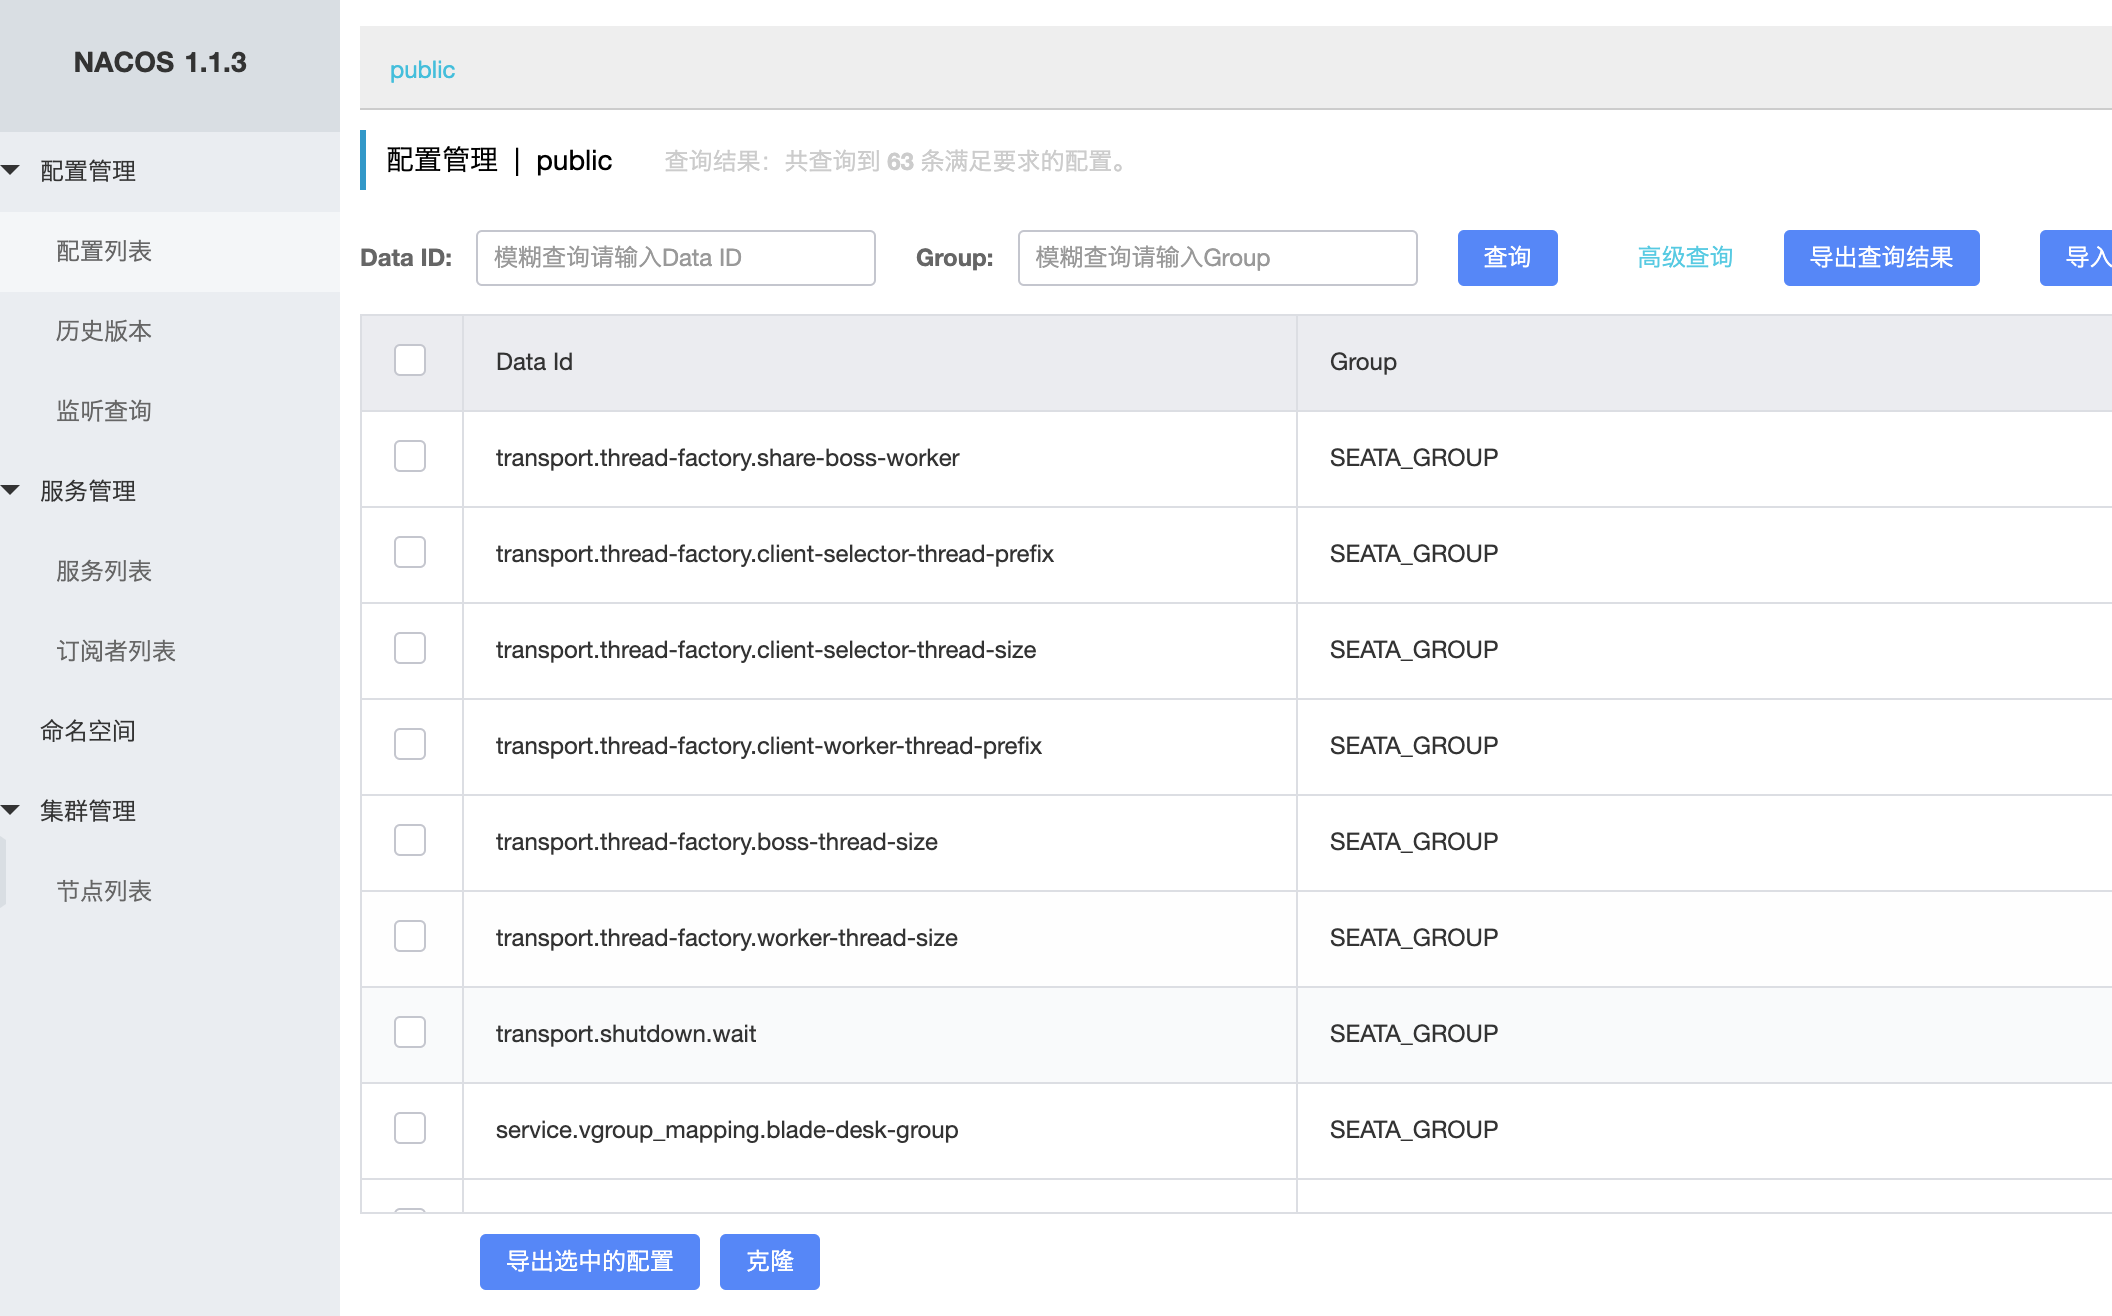 NACOS 1.1.3
配置管理
配置列表
历史版本
监听查询
服务管理
服务列表
订阅者列表
命名空间
集群管理
节点列表
public
配置管理 | public 查询结果：共查询到 63 条满足要求的配置。
Data ID: 模糊查询请输入Data ID Group: 模糊查询请输入Group 查询 高级查询 导出查询结果 导入
Data Id Group
transport.thread-factory.share-boss-worker SEATA_GROUP
transport.thread-factory.client-selector-thread-prefix SEATA_GROUP
transport.thread-factory.client-selector-thread-size SEATA_GROUP
transport.thread-factory.client-worker-thread-prefix SEATA_GROUP
transport.thread-factory.boss-thread-size SEATA_GROUP
transport.thread-factory.worker-thread-size SEATA_GROUP
transport.shutdown.wait SEATA_GROUP
service.vgroup_mapping.blade-desk-group SEATA_GROUP
导出选中的配置 克隆